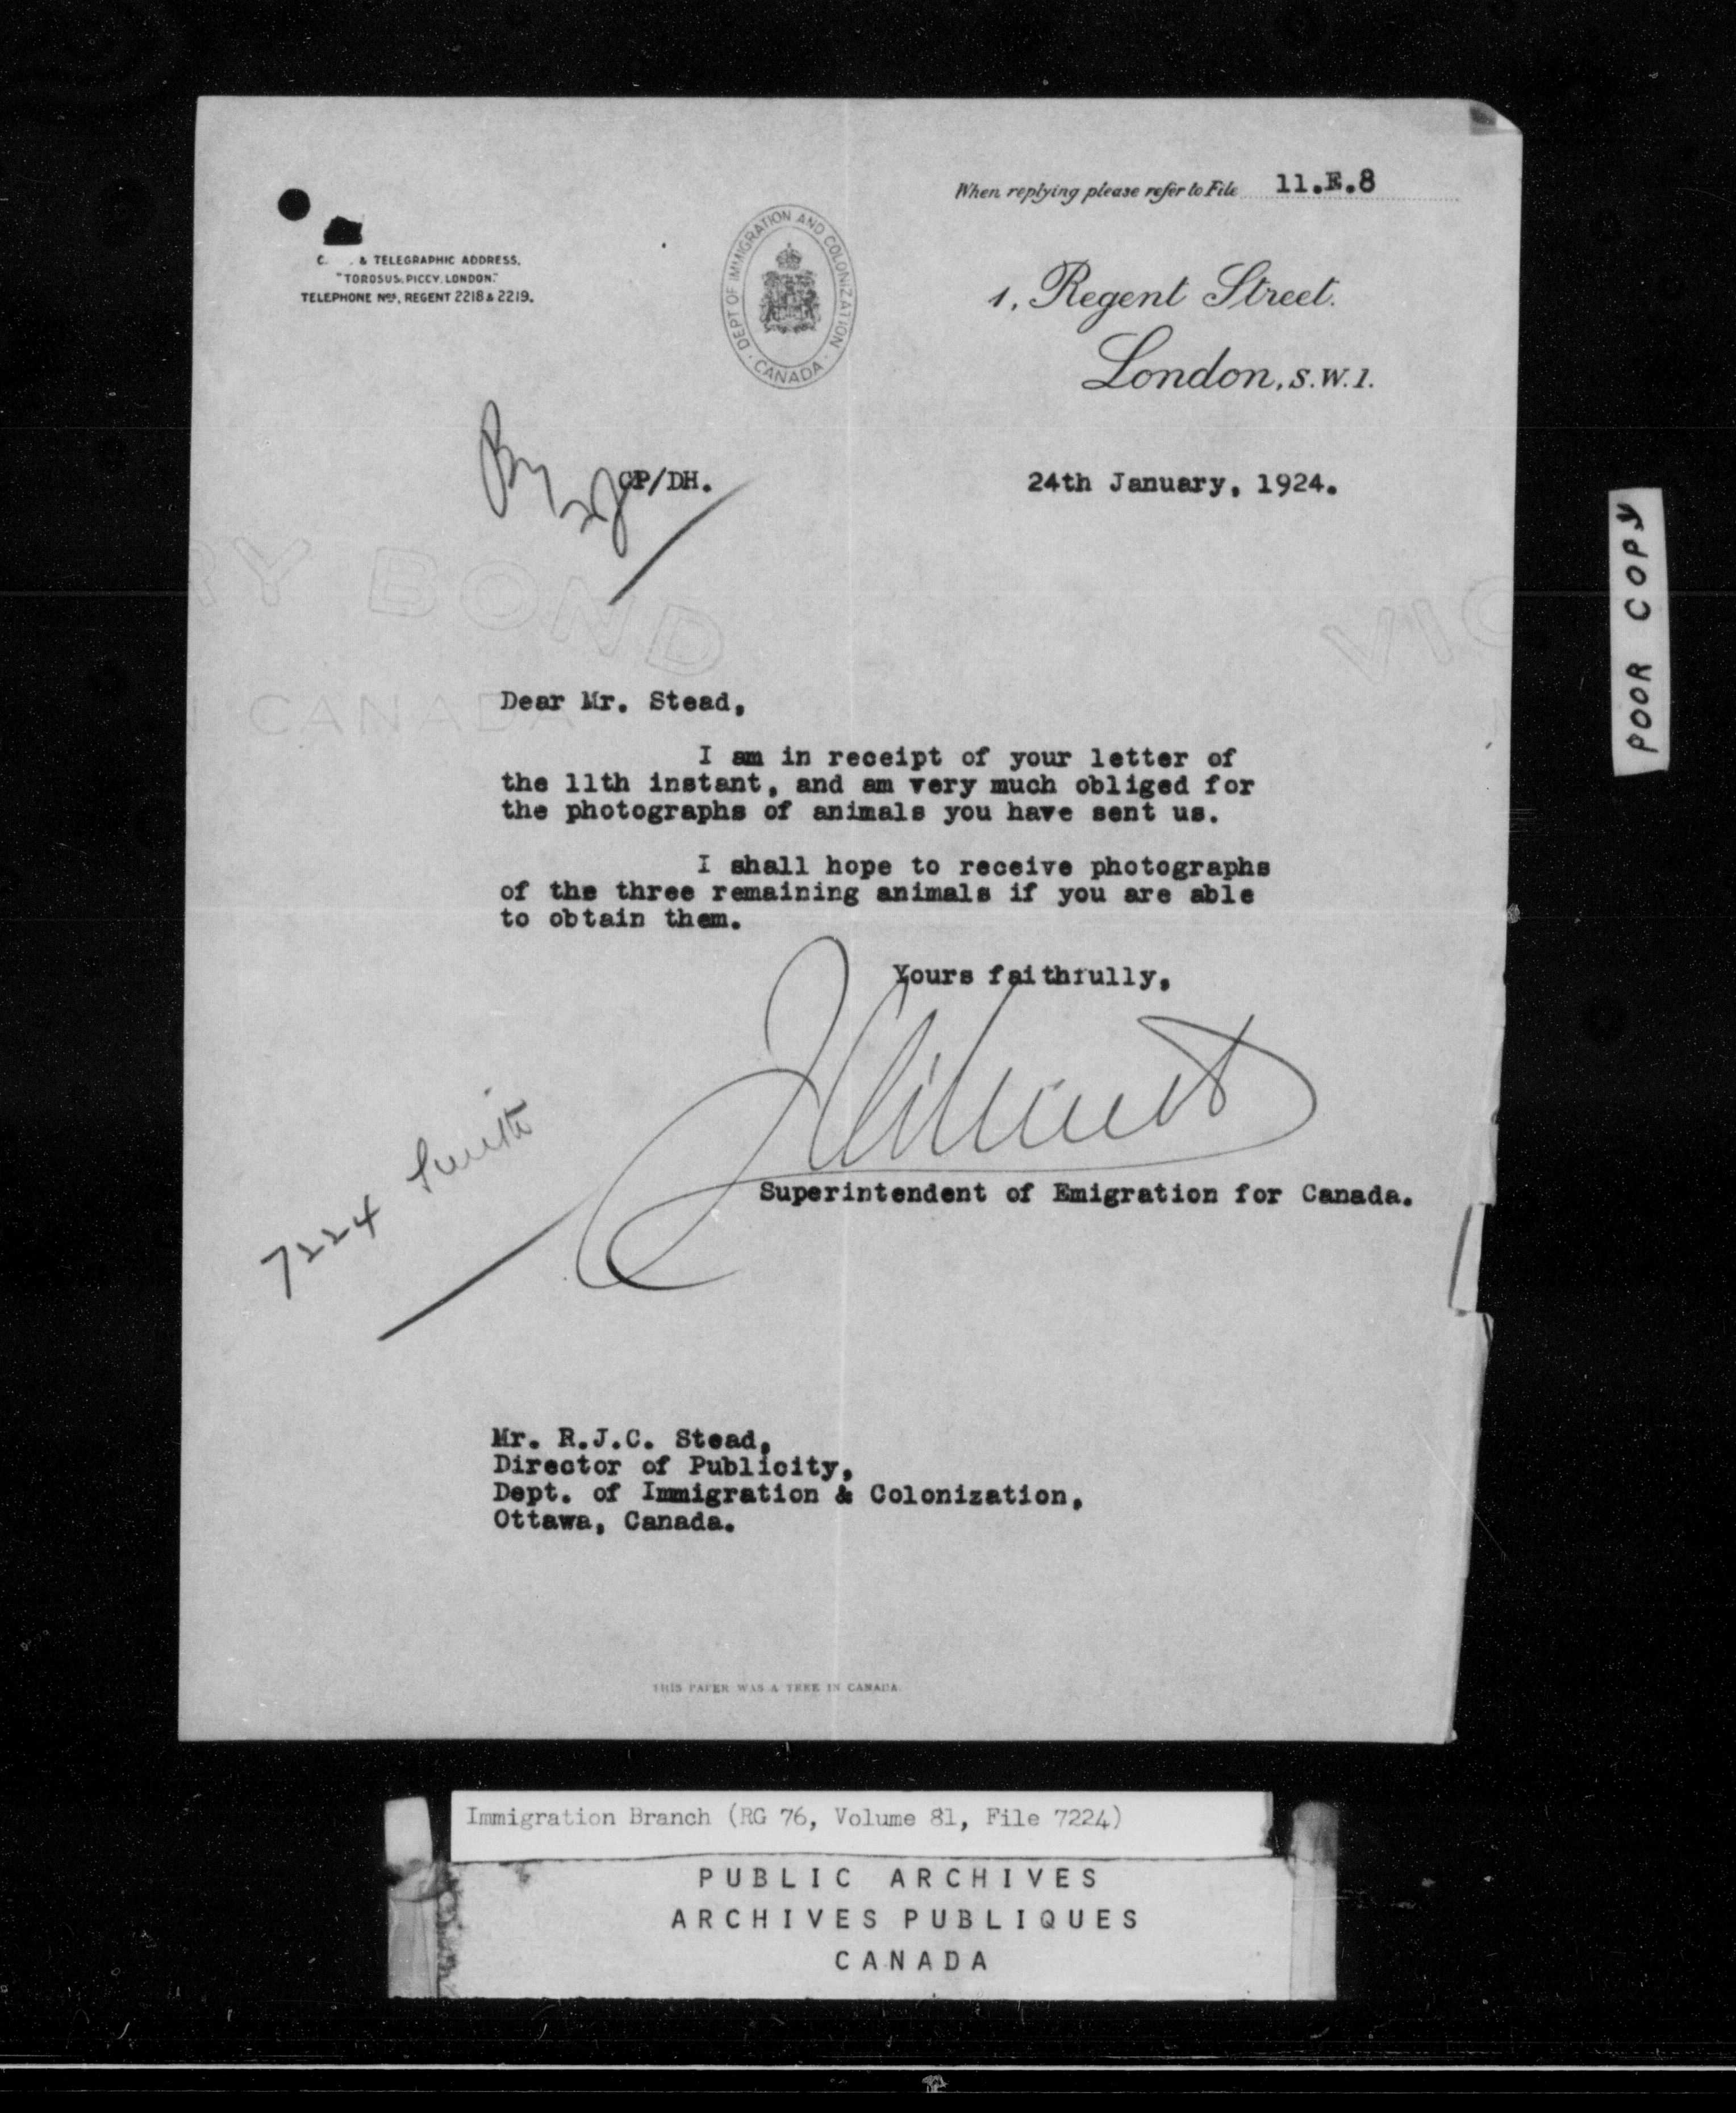 When replying please refer to File 11.E.8
& TELEGRAPHIC ADDRESS,
"TOROSUS. PICCY. LONDON."
TELEPHONE Nos, REGENT 2218 & 2219.
DEPT OF IMMIGRATION AND COLONIZATION
· CANADA ·
1, Regent Street.
London, S.W.1.
CP/DH.
24th January, 1924.
RY BOND
VIC
CANADA
Dear Mr. Stead,
I am in receipt of your letter of
the 11th instant, and am very much obliged for
the photographs of animals you have sent us.
I shall hope to receive photographs
of the three remaining animals if you are able
to obtain them.
Yours faithfully,
Superintendent of Emigration for Canada.
7224
Mr. R.J.C. Stead,
Director of Publicity,
Dept. of Immigration & Colonization,
Ottawa, Canada.
THIS PAPER WAS A TREE IN CANADA
POOR COPY
Immigration Branch (RG 76, Volume 81, File 7224)
PUBLIC ARCHIVES
ARCHIVES PUBLIQUES
CANADA